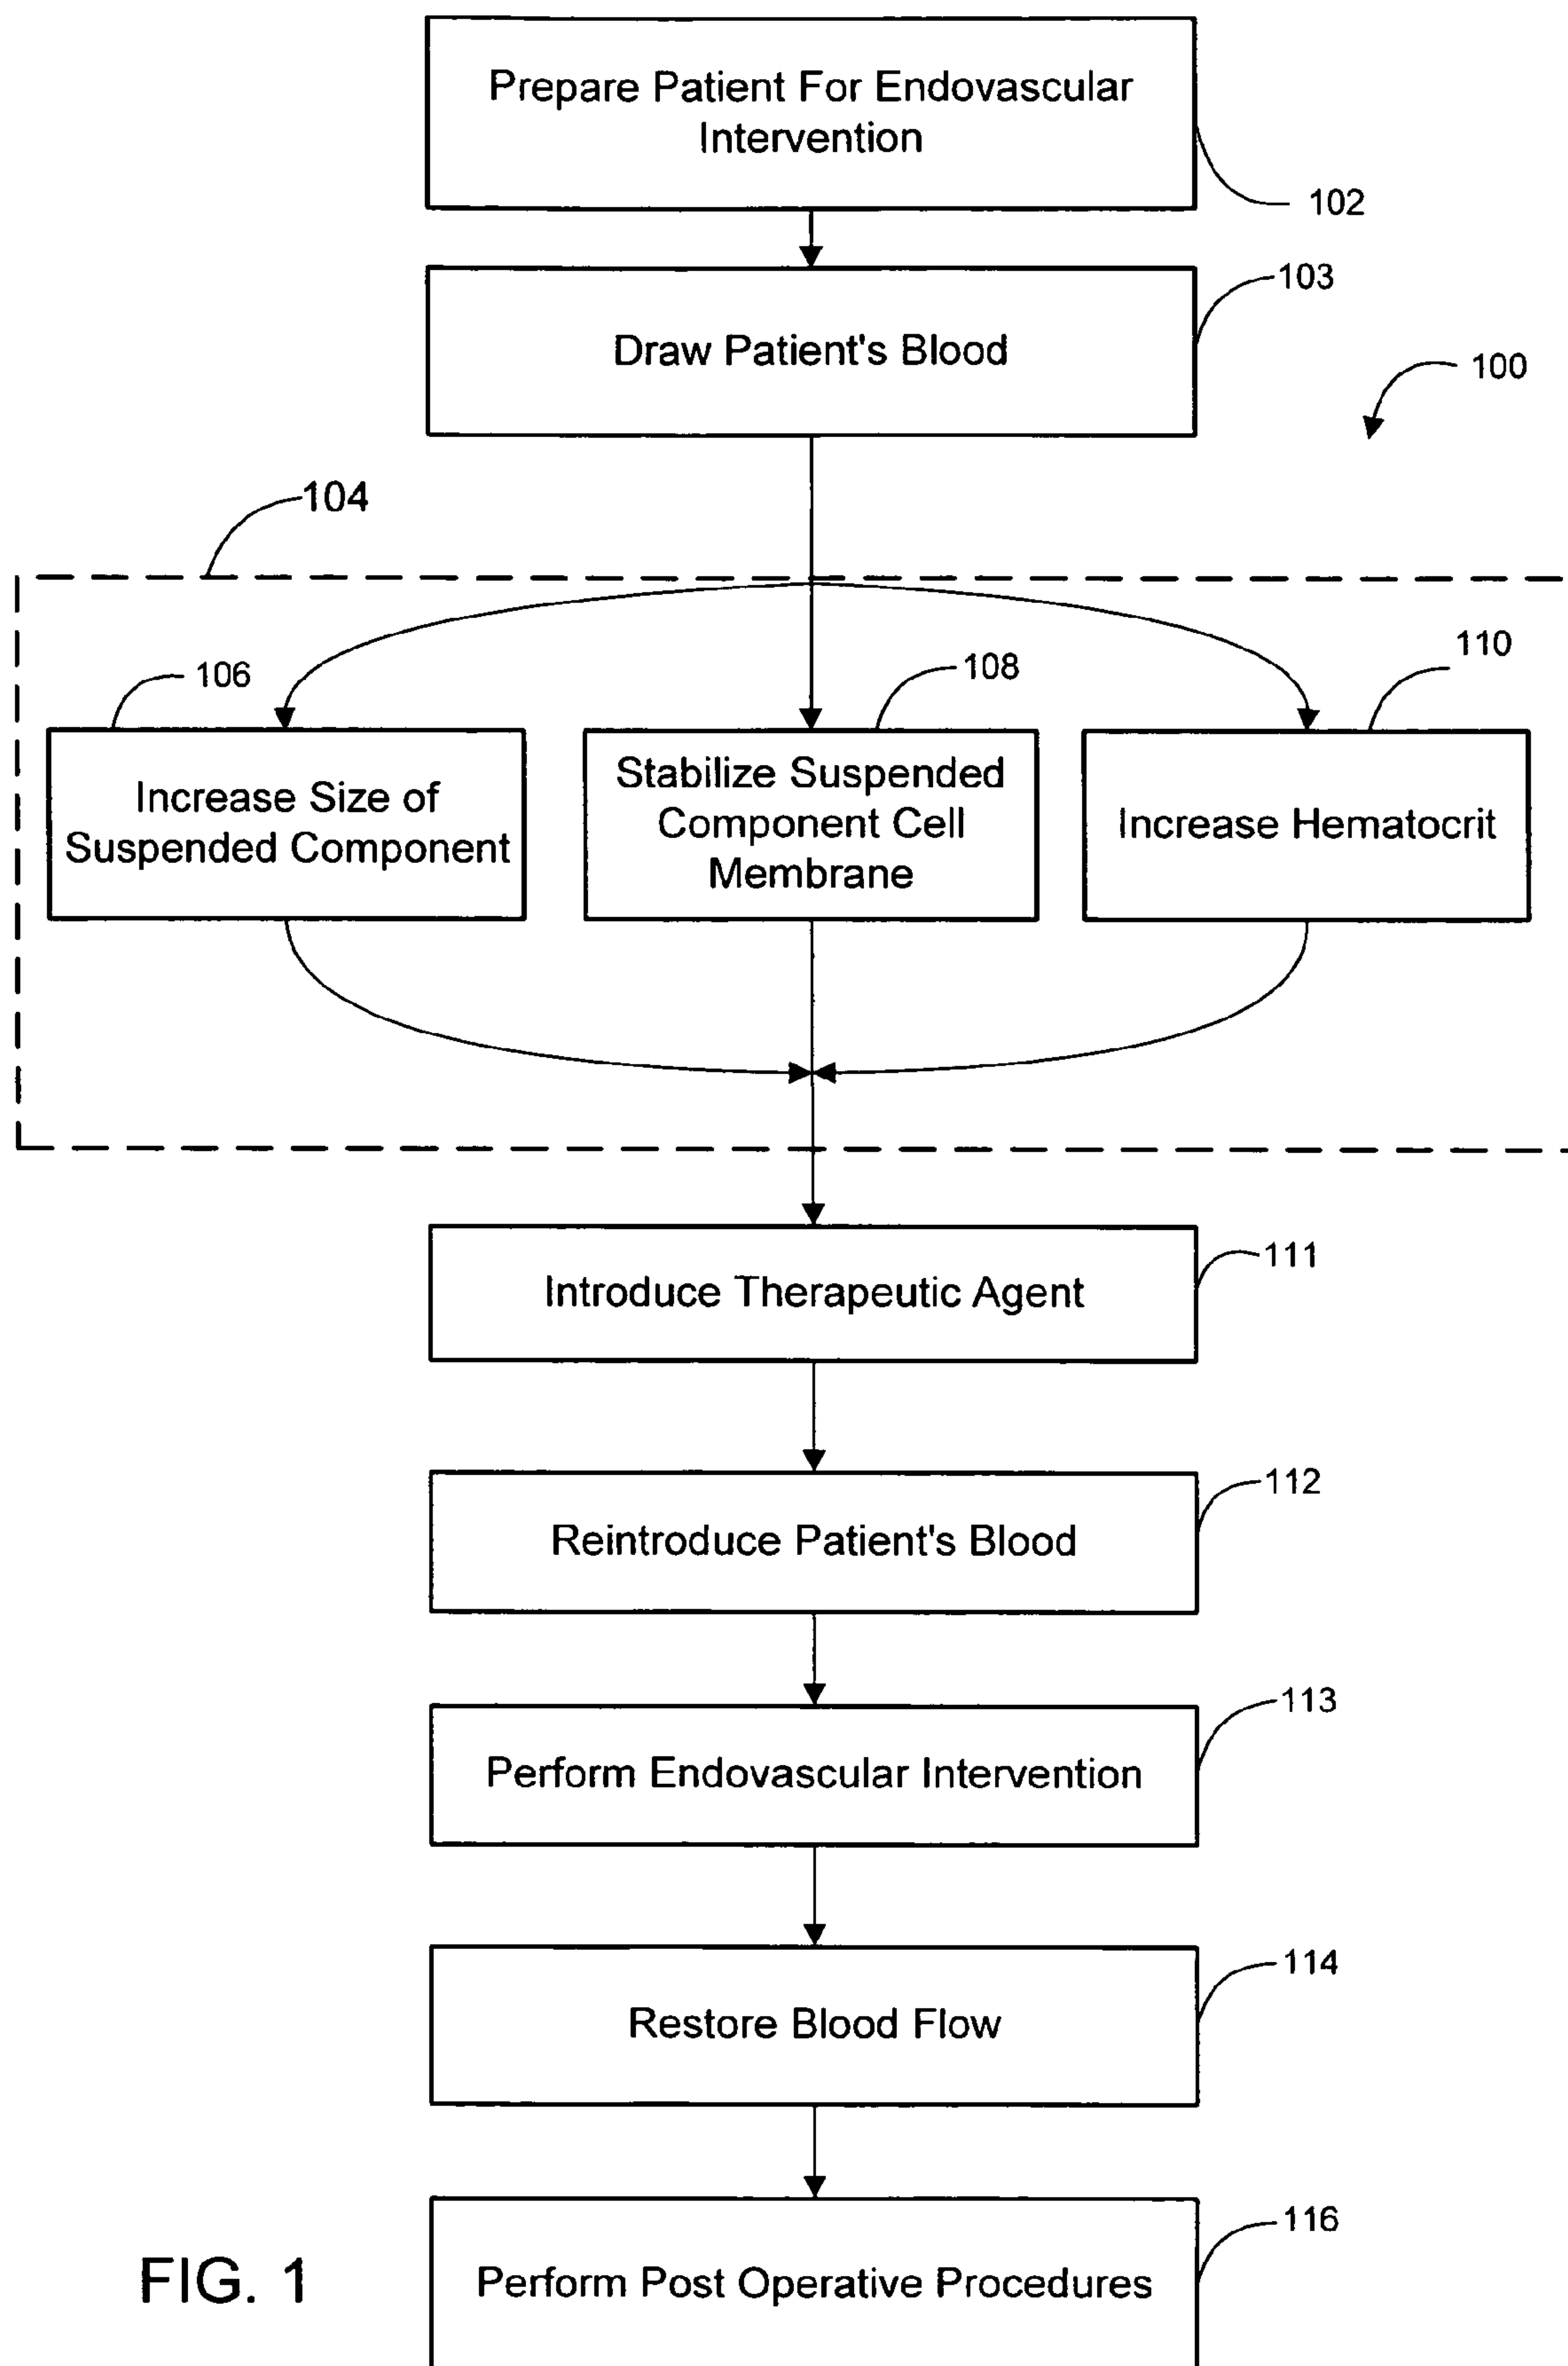 Prepare Patient For Endovascular
Intervention
102
103
Draw Patient's Blood
100
104
106
108
110
Increase Size of
Suspended Component
Stabilize Suspended
Component Cell
Membrane
Increase Hematocrit
111
Introduce Therapeutic Agent
112
Reintroduce Patient's Blood
113
Perform Endovascular Intervention
114
Restore Blood Flow
116
Perform Post Operative Procedures
FIG. 1